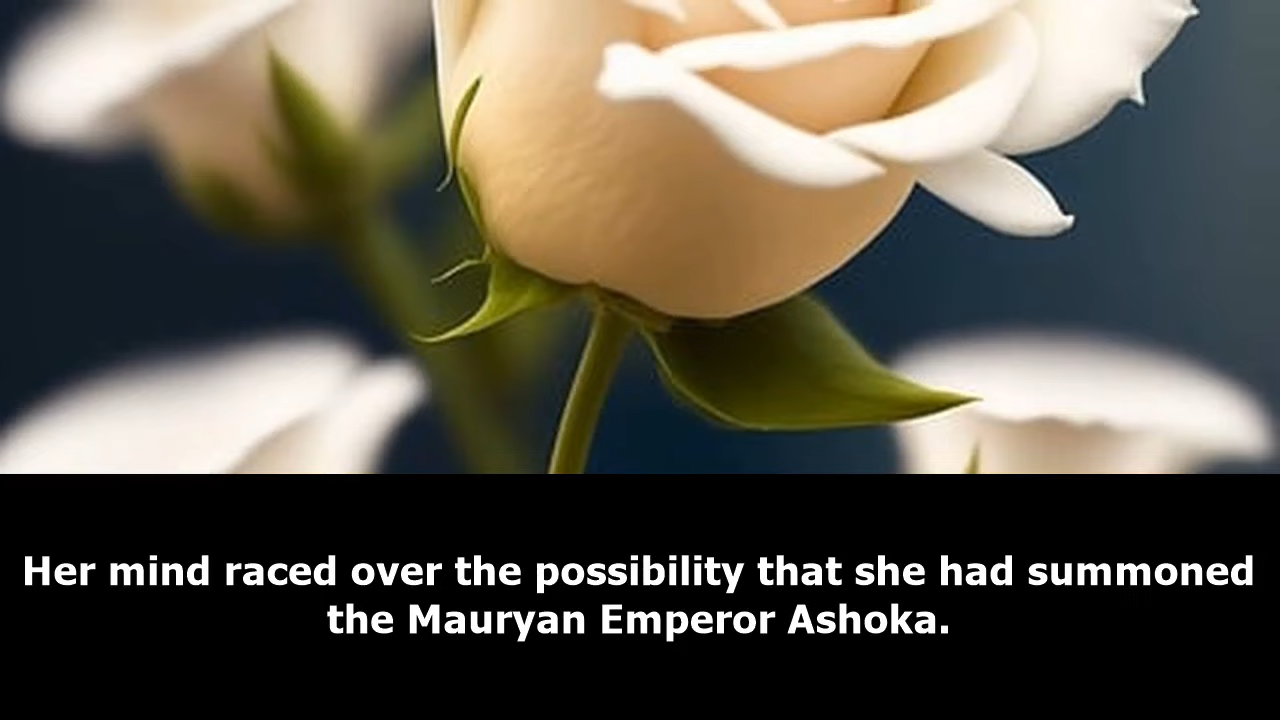 Her mind raced over the possibility that she had summoned
the Mauryan Emperor Ashoka.